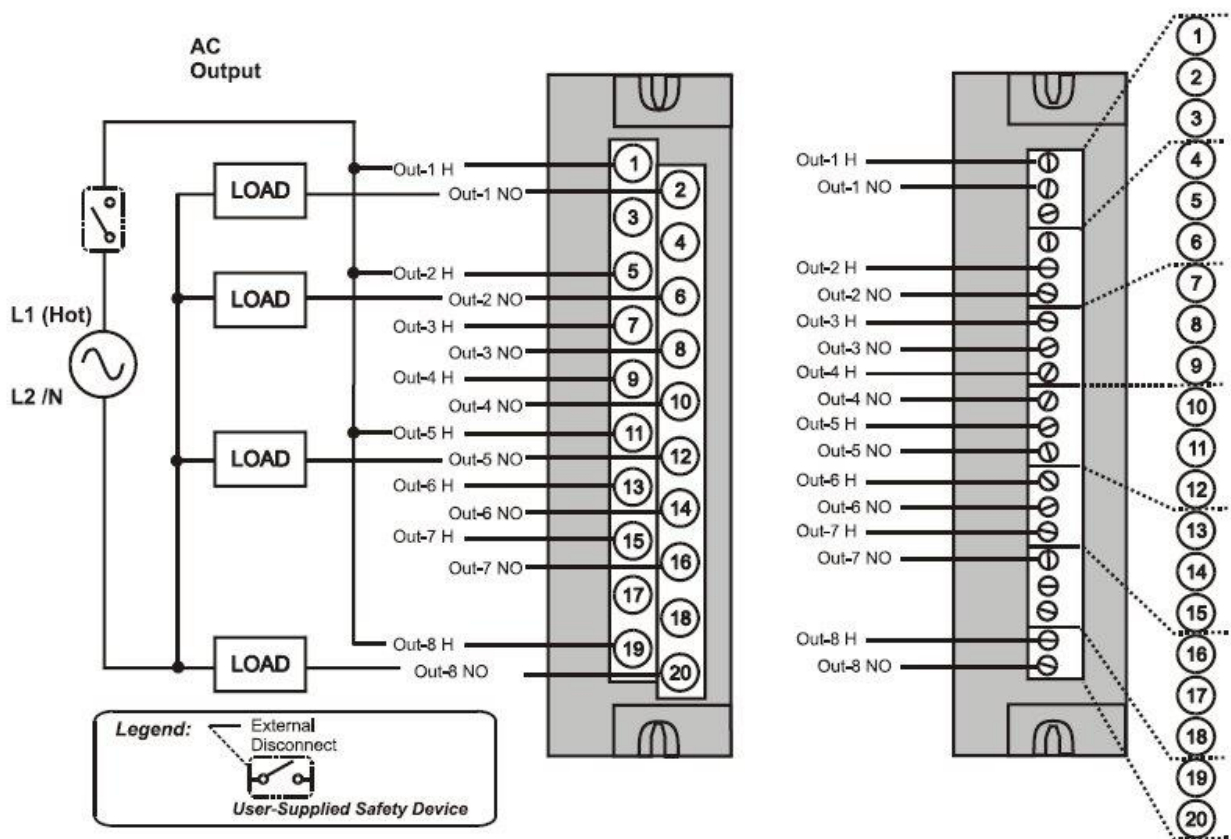 AC
Output
L1 (Hot)
L2 /N
LOAD
LOAD
LOAD
LOAD
Out-1 H
Out-1 NO
Out-2 H
Out-2 NO
Out-3 H
Out-3 NO
Out-4 H
Out-4 NO
Out-5 H
Out-5 NO
Out-6 H
Out-6 NO
Out-7 H
Out-7 NO
Out-8 H
Out-8 NO
1
2
3
4
5
6
7
8
9
10
11
12
13
14
15
16
17
18
19
20
Out-1 H
Out-1 NO
Out-2 H
Out-2 NO
Out-3 H
Out-3 NO
Out-4 H
Out-4 NO
Out-5 H
Out-5 NO
Out-6 H
Out-6 NO
Out-7 H
Out-7 NO
Out-8 H
Out-8 NO
1
2
3
4
5
6
7
8
9
10
11
12
13
14
15
16
17
18
19
20
Legend:
External
Disconnect
User-Supplied Safety Device